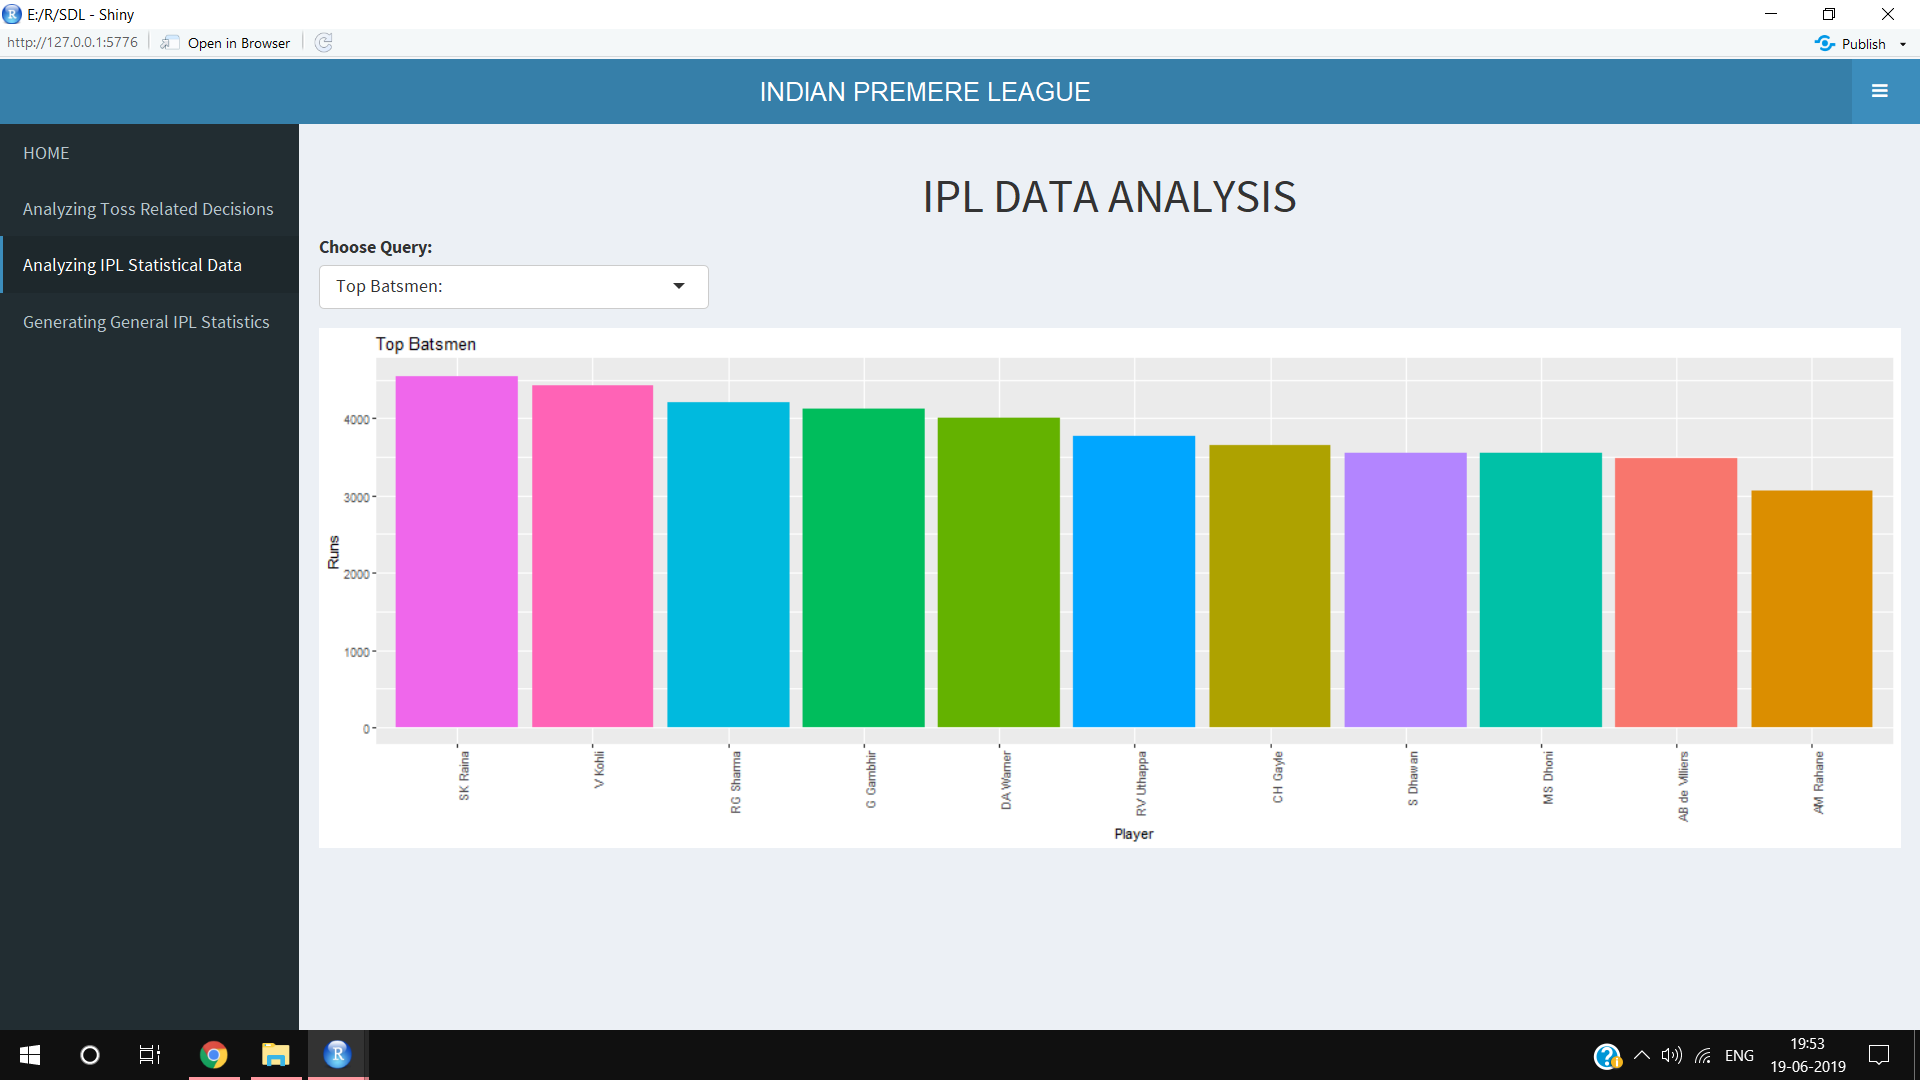 E:/R/SDL - Shiny
http://127.0.0.1:5776
Open in Browser
Publish
INDIAN PREMERE LEAGUE
HOME
Analyzing Toss Related Decisions
Analyzing IPL Statistical Data
Generating General IPL Statistics
IPL DATA ANALYSIS
Choose Query:
Top Batsmen:
Top Batsmen
Runs
4000
3000
2000
1000
0
SK Raina
V Kohli
RG Sharma
G Gambhir
DA Warner
RV Uthappa
CH Gayle
S Dhawan
MS Dhoni
AB de Villiers
AM Rahane
Player
ENG
19:53
19-06-2019